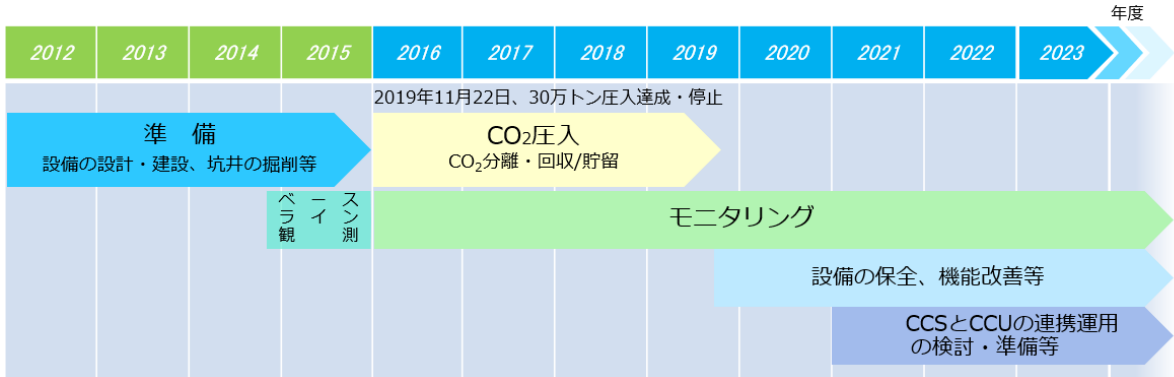 年度
2012 2013 2014 2015 2016 2017 2018 2019 2020 2021 2022 2023
2019年11月22日、30万トン圧入達成・停止
準 備
設備の設計・建設、坑井の掘削等
CO₂圧入
CO₂分離・回収/貯留
ベースラインン観測
モニタリング
設備の保全、機能改善等
CCSとCCUの連携運用
の検討・準備等